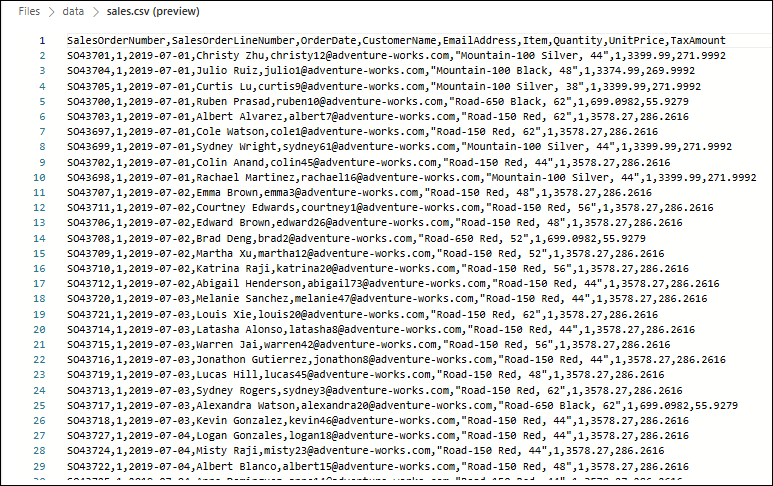 Files > data > sales.csv (preview)
1 SalesOrderNumber,SalesOrderLineNumber,OrderDate,CustomerName,EmailAddress,Item,Quantity,UnitPrice,TaxAmount
2 SO43701,1,2019-07-01,Christy Zhu,christy12@adventure-works.com,"Mountain-100 Silver, 44",1,3399.99,271.9992
3 SO43704,1,2019-07-01,Julio Ruiz,julio1@adventure-works.com,"Mountain-100 Black, 48",1,3374.99,269.9992
4 SO43705,1,2019-07-01,Curtis Lu,curtis9@adventure-works.com,"Mountain-100 Silver, 38",1,3399.99,271.9992
5 SO43700,1,2019-07-01,Ruben Prasad,ruben10@adventure-works.com,"Road-650 Black, 62",1,699.0982,55.9279
6 SO43703,1,2019-07-01,Albert Alvarez,albert7@adventure-works.com,"Road-150 Red, 62",1,3578.27,286.2616
7 SO43697,1,2019-07-01,Cole Watson,cole1@adventure-works.com,"Road-150 Red, 62",1,3578.27,286.2616
8 SO43699,1,2019-07-01,Sydney Wright,sydney61@adventure-works.com,"Mountain-100 Silver, 44",1,3399.99,271.9992
9 SO43702,1,2019-07-01,Colin Anand,colin45@adventure-works.com,"Road-150 Red, 44",1,3578.27,286.2616
10 SO43698,1,2019-07-01,Rachael Martinez,rachael16@adventure-works.com,"Mountain-100 Silver, 44",1,3399.99,271.9992
11 SO43707,1,2019-07-02,Emma Brown,emma3@adventure-works.com,"Road-150 Red, 48",1,3578.27,286.2616
12 SO43711,1,2019-07-02,Courtney Edwards,courtney1@adventure-works.com,"Road-150 Red, 56",1,3578.27,286.2616
13 SO43706,1,2019-07-02,Edward Brown,edward26@adventure-works.com,"Road-150 Red, 48",1,3578.27,286.2616
14 SO43708,1,2019-07-02,Brad Deng,brad2@adventure-works.com,"Road-650 Red, 52",1,699.0982,55.9279
15 SO43709,1,2019-07-02,Martha Xu,martha12@adventure-works.com,"Road-150 Red, 52",1,3578.27,286.2616
16 SO43710,1,2019-07-02,Katrina Raji,katrina20@adventure-works.com,"Road-150 Red, 56",1,3578.27,286.2616
17 SO43712,1,2019-07-02,Abigail Henderson,abigail73@adventure-works.com,"Road-150 Red, 44",1,3578.27,286.2616
18 SO43720,1,2019-07-03,Melanie Sanchez,melanie47@adventure-works.com,"Road-150 Red, 44",1,3578.27,286.2616
19 SO43721,1,2019-07-03,Louis Xie,louis20@adventure-works.com,"Road-150 Red, 62",1,3578.27,286.2616
20 SO43714,1,2019-07-03,Latasha Alonso,latasha8@adventure-works.com,"Road-150 Red, 44",1,3578.27,286.2616
21 SO43715,1,2019-07-03,Warren Jai,warren42@adventure-works.com,"Road-150 Red, 56",1,3578.27,286.2616
22 SO43716,1,2019-07-03,Jonathon Gutierrez,jonathon8@adventure-works.com,"Road-150 Red, 44",1,3578.27,286.2616
23 SO43719,1,2019-07-03,Lucas Hill,lucas45@adventure-works.com,"Road-150 Red, 48",1,3578.27,286.2616
24 SO43713,1,2019-07-03,Sydney Rogers,sydney3@adventure-works.com,"Road-150 Red, 62",1,3578.27,286.2616
25 SO43717,1,2019-07-03,Alexandra Watson,alexandra20@adventure-works.com,"Road-650 Black, 62",1,699.0982,55.9279
26 SO43718,1,2019-07-03,Kevin Gonzalez,kevin46@adventure-works.com,"Road-150 Red, 44",1,3578.27,286.2616
27 SO43727,1,2019-07-04,Logan Gonzales,logan18@adventure-works.com,"Road-150 Red, 44",1,3578.27,286.2616
28 SO43724,1,2019-07-04,Misty Raji,misty23@adventure-works.com,"Road-150 Red, 44",1,3578.27,286.2616
29 SO43722,1,2019-07-04,Albert Blanco,albert15@adventure-works.com,"Road-150 Red, 48",1,3578.27,286.2616